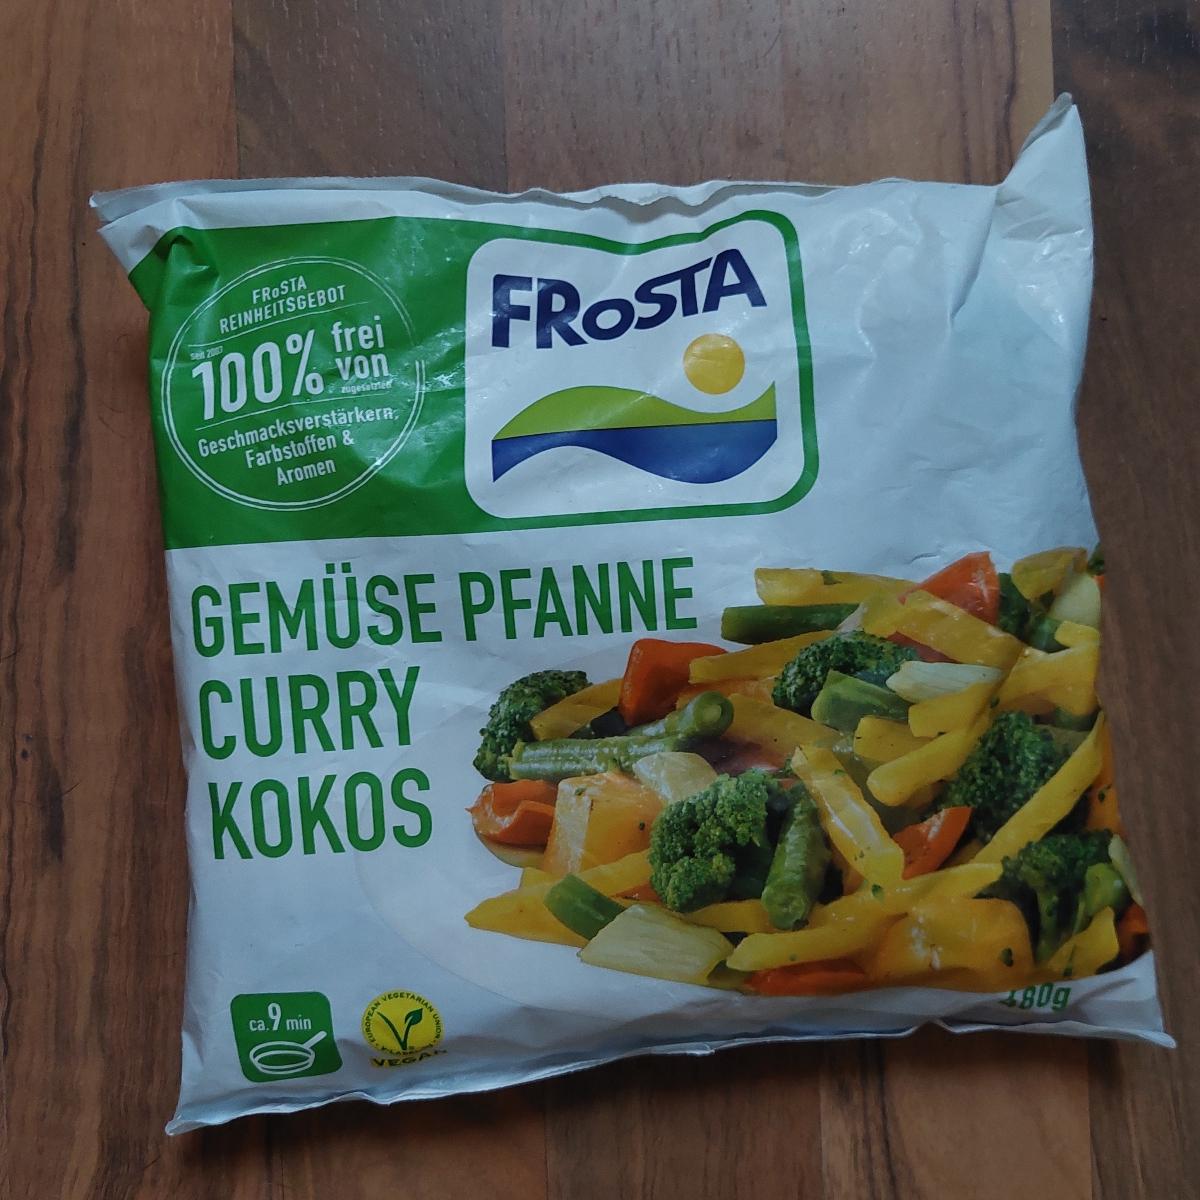 FRoSTA
REINHEITSGEBOT
seit 2003
100% frei
von
zugesetzten
Geschmacksverstärkern,
Farbstoffen &
Aromen
FRoSTA
GEMÜSE PFANNE
CURRY
KOKOS
480g
ca. 9 min
EUROPEAN VEGETARIAN UNION
VEGAN